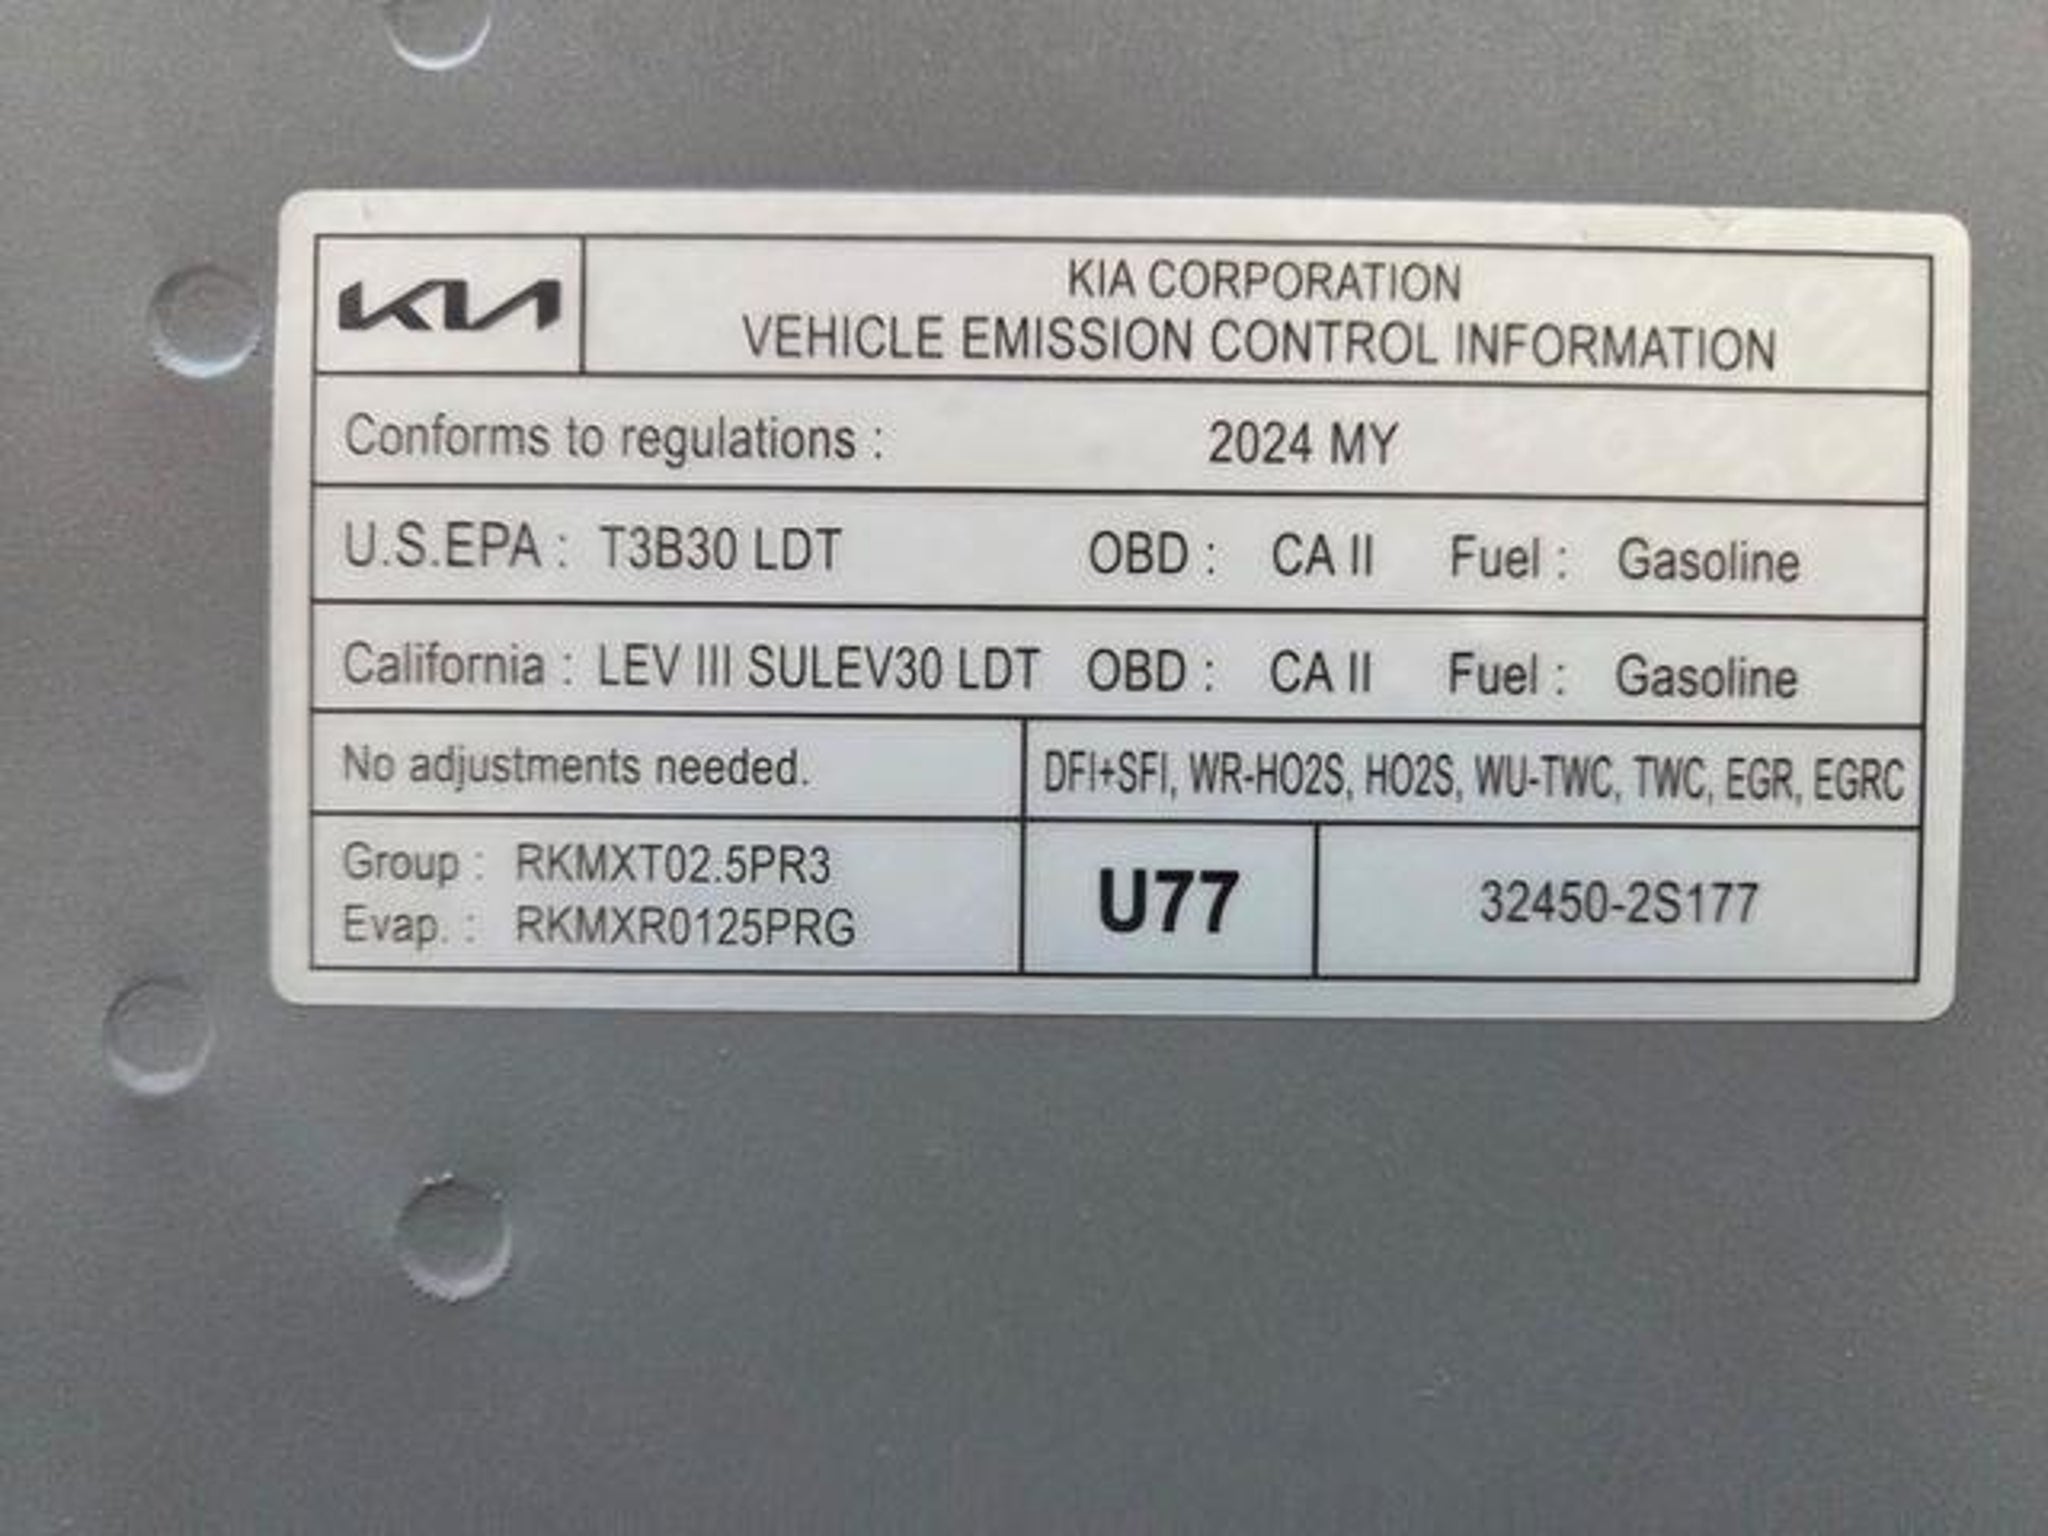 KIA
KIA CORPORATION
VEHICLE EMISSION CONTROL INFORMATION
Conforms to regulations : 2024 MY
U.S.EPA : T3B30 LDT OBD : CA II Fuel : Gasoline
California : LEV III SULEV30 LDT OBD : CA II Fuel : Gasoline
No adjustments needed. DFI+SFI, WR-HO2S, HO2S, WU-TWC, TWC, EGR, EGRC
Group : RKMXT02.5PR3
Evap. : RKMXR0125PRG
U77
32450-2S177